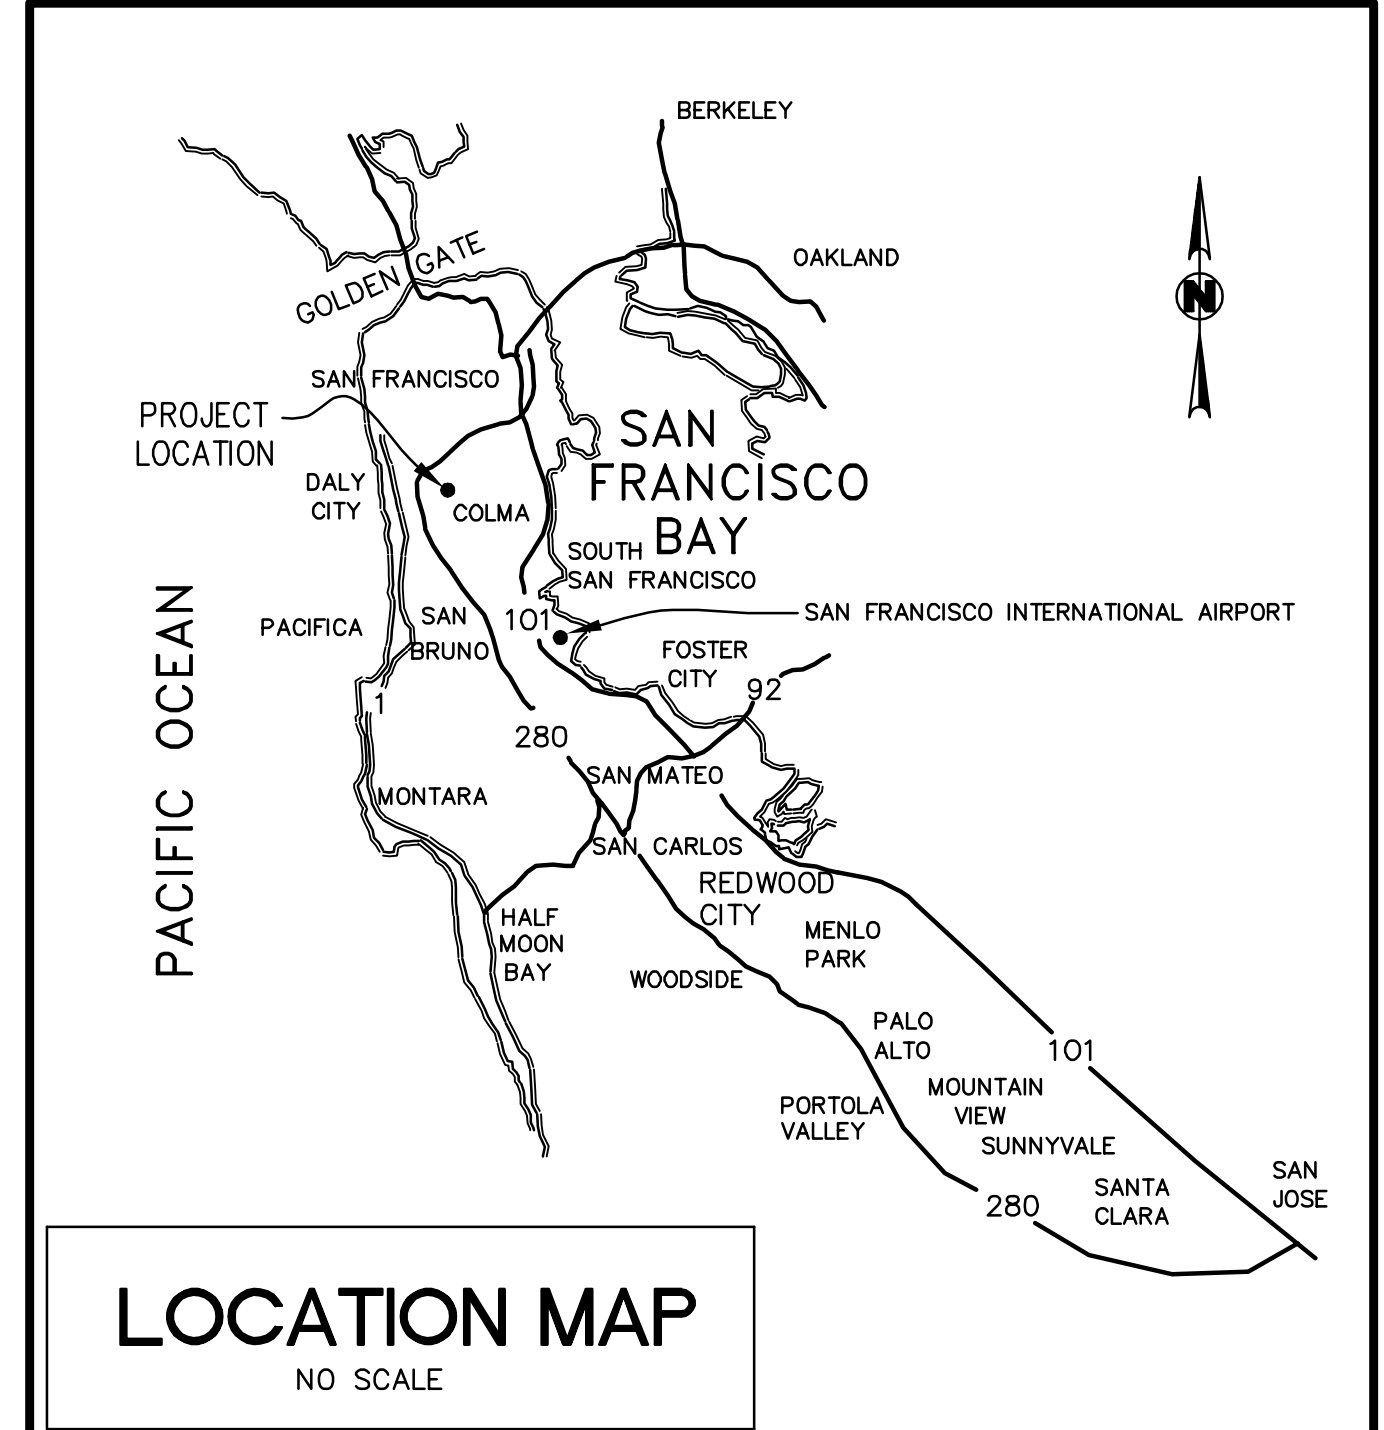 BERKELEY
OAKLAND
GOLDEN GATE
N
SAN FRANCISCO
PROJECT
LOCATION
SAN
FRANCISCO
BAY
DALY
CITY
COLMA
SOUTH
SAN FRANCISCO
PACIFIC OCEAN
PACIFICA
SAN
BRUNO
101
SAN FRANCISCO INTERNATIONAL AIRPORT
FOSTER
CITY
92
1
280
SAN MATEO
MONTARA
SAN CARLOS
REDWOOD
CITY
HALF
MOON
BAY
MENLO
PARK
WOODSIDE
PALO
ALTO
101
MOUNTAIN
VIEW
PORTOLA
VALLEY
SUNNYVALE
SANTA
CLARA
SAN
JOSE
280
LOCATION MAP
NO SCALE